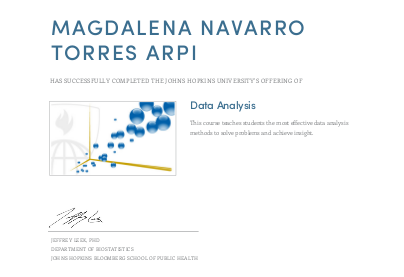 MAGDALENA NAVARRO
TORRES ARPI
HAS SUCCESSFULLY COMPLETED THE JOHNS HOPKINS UNIVERSITY'S OFFERING OF
Data Analysis
This course teaches students the most effective data analysis
methods to solve problems and achieve insight.
JEFFREY LEEK, PHD
DEPARTMENT OF BIOSTATISTICS
JOHNS HOPKINS BLOOMBERG SCHOOL OF PUBLIC HEALTH